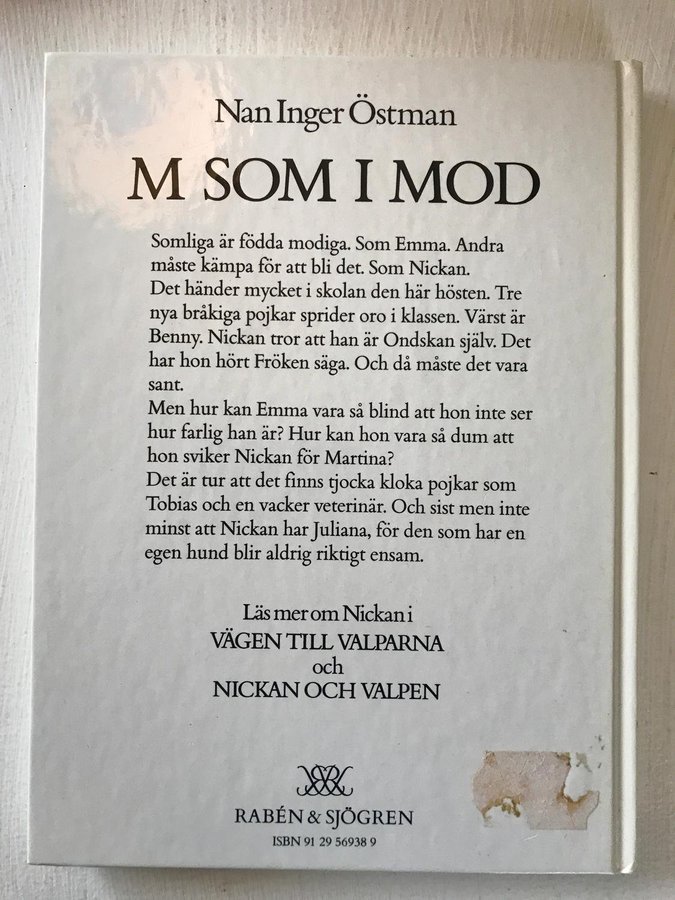 Nan Inger Östman
M SOM I MOD
Somliga är födda modiga. Som Emma. Andra
måste kämpa för att bli det. Som Nickan.
Det händer mycket i skolan den här hösten. Tre
nya bråkiga pojkar sprider oro i klassen. Värst är
Benny. Nickan tror att han är Ondskan själv. Det
har hon hört Fröken säga. Och då måste det vara
sant.
Men hur kan Emma vara så blind att hon inte ser
hur farlig han är? Hur kan hon vara så dum att
hon sviker Nickan för Martina?
Det är tur att det finns tjocka kloka pojkar som
Tobias och en vacker veterinär. Och sist men inte
minst att Nickan har Juliana, för den som har en
egen hund blir aldrig riktigt ensam.
Läs mer om Nickan i
VÄGEN TILL VALPARNA
och
NICKAN OCH VALPEN
RABÉN & SJÖGREN
ISBN 91 29 56938 9